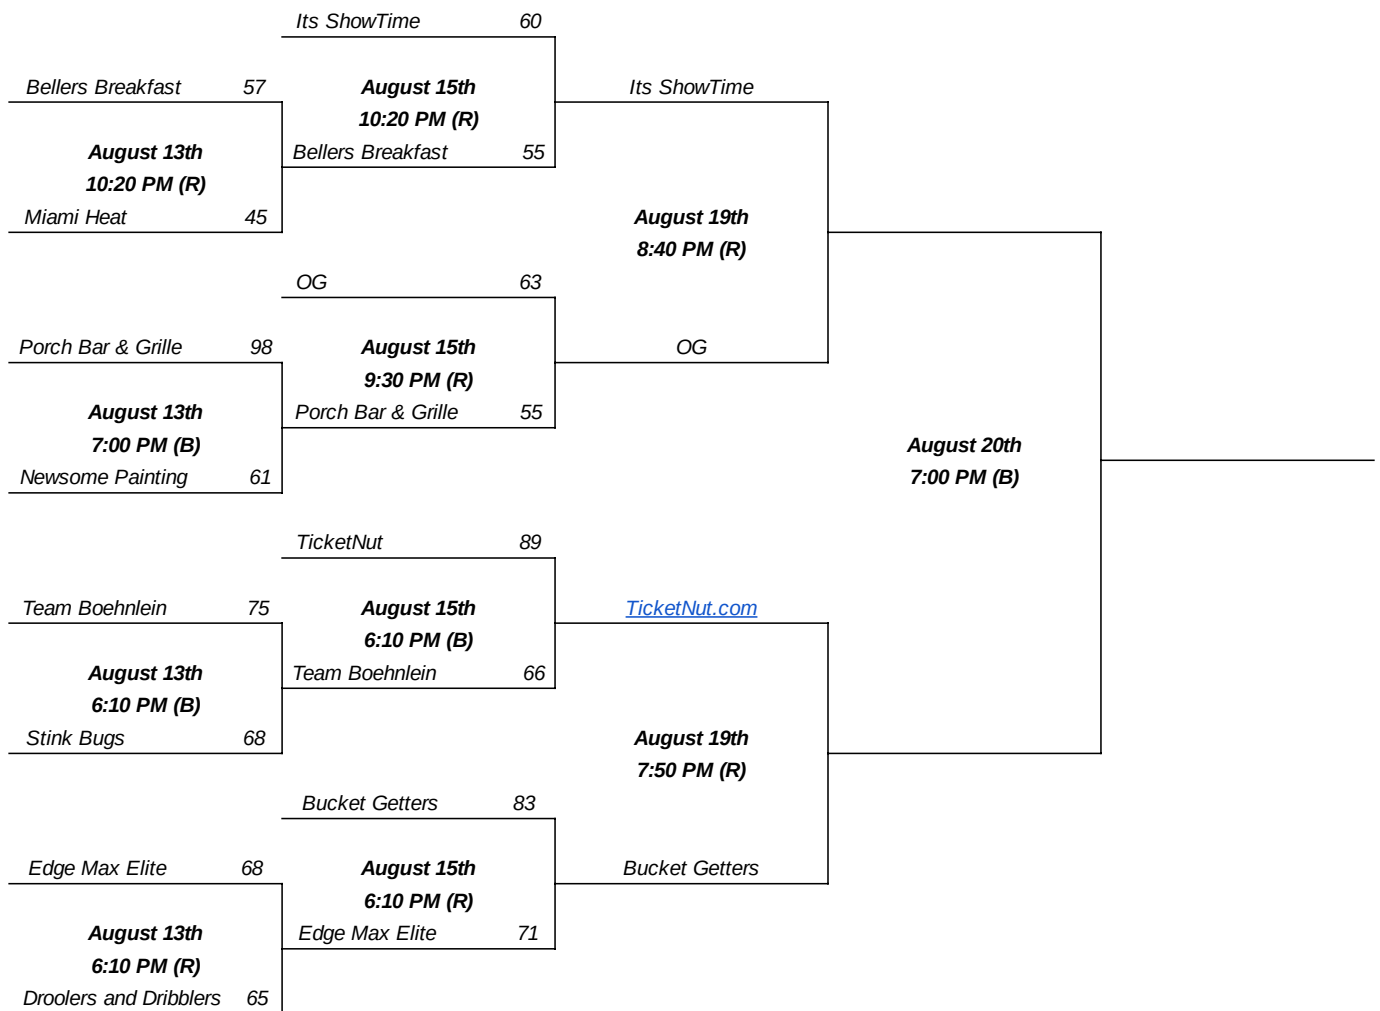 Its ShowTime 60
Bellers Breakfast 57 August 15th Its ShowTime
10:20 PM (R)
August 13th Bellers Breakfast 55
10:20 PM (R)
Miami Heat 45 August 19th
8:40 PM (R)
OG 63
Porch Bar & Grille 98 August 15th OG
9:30 PM (R)
August 13th Porch Bar & Grille 55
7:00 PM (B) August 20th
Newsome Painting 61 7:00 PM (B)
TicketNut 89
Team Boehnlein 75 August 15th TicketNut.com
6:10 PM (B)
August 13th Team Boehnlein 66
6:10 PM (B)
Stink Bugs 68 August 19th
7:50 PM (R)
Bucket Getters 83
Edge Max Elite 68 August 15th Bucket Getters
6:10 PM (R)
August 13th Edge Max Elite 71
6:10 PM (R)
Droolers and Dribblers 65